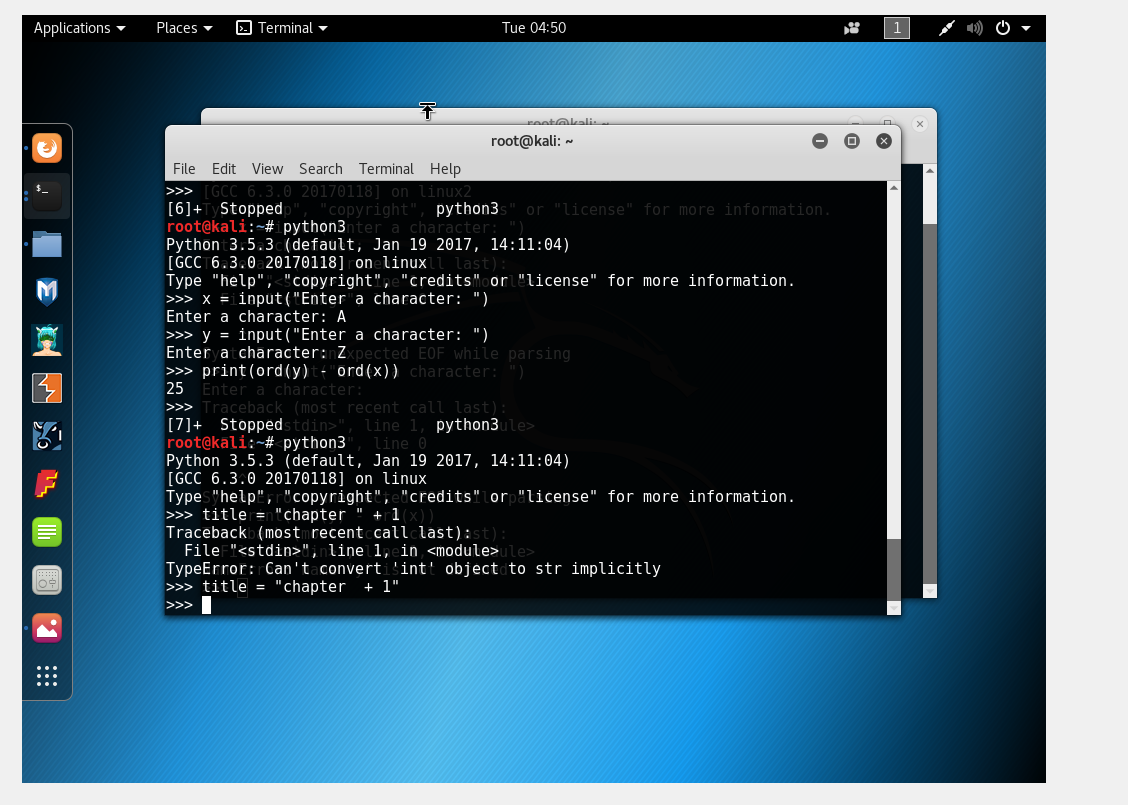 Applications Places Terminal Tue 04:50 1
root@kali: ~
root@kali: ~
File Edit View Search Terminal Help
>>>
[6]+  Stopped                 python3
root@kali:~# python3
Python 3.5.3 (default, Jan 19 2017, 14:11:04)
[GCC 6.3.0 20170118] on linux
Type "help", "copyright", "credits" or "license" for more information.
>>> x = input("Enter a character: ")
Enter a character: A
>>> y = input("Enter a character: ")
Enter a character: Z
>>> print(ord(y) - ord(x))
25
>>>
[7]+  Stopped                 python3
root@kali:~# python3
Python 3.5.3 (default, Jan 19 2017, 14:11:04)
[GCC 6.3.0 20170118] on linux
Type "help", "copyright", "credits" or "license" for more information.
>>> title = "chapter " + 1
Traceback (most recent call last):
  File "<stdin>", line 1, in <module>
TypeError: Can't convert 'int' object to str implicitly
>>> title = "chapter  + 1"
>>>